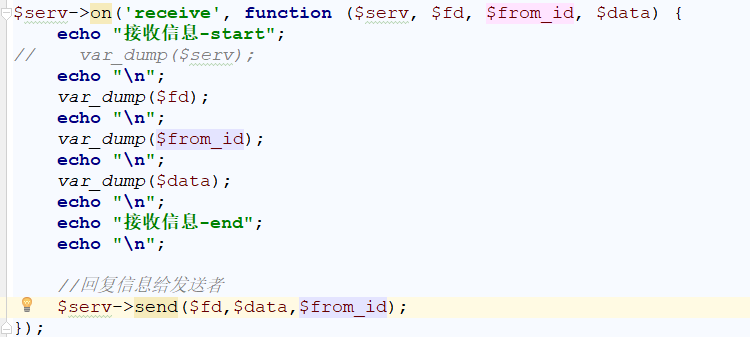 $serv->on('receive', function ($serv, $fd, $from_id, $data) {
    echo "接收信息-start";
//    var_dump($serv);
    echo "\n";
    var_dump($fd);
    echo "\n";
    var_dump($from_id);
    echo "\n";
    var_dump($data);
    echo "\n";
    echo "接收信息-end";
    echo "\n";

    //回复信息给发送者
    $serv->send($fd,$data,$from_id);
});